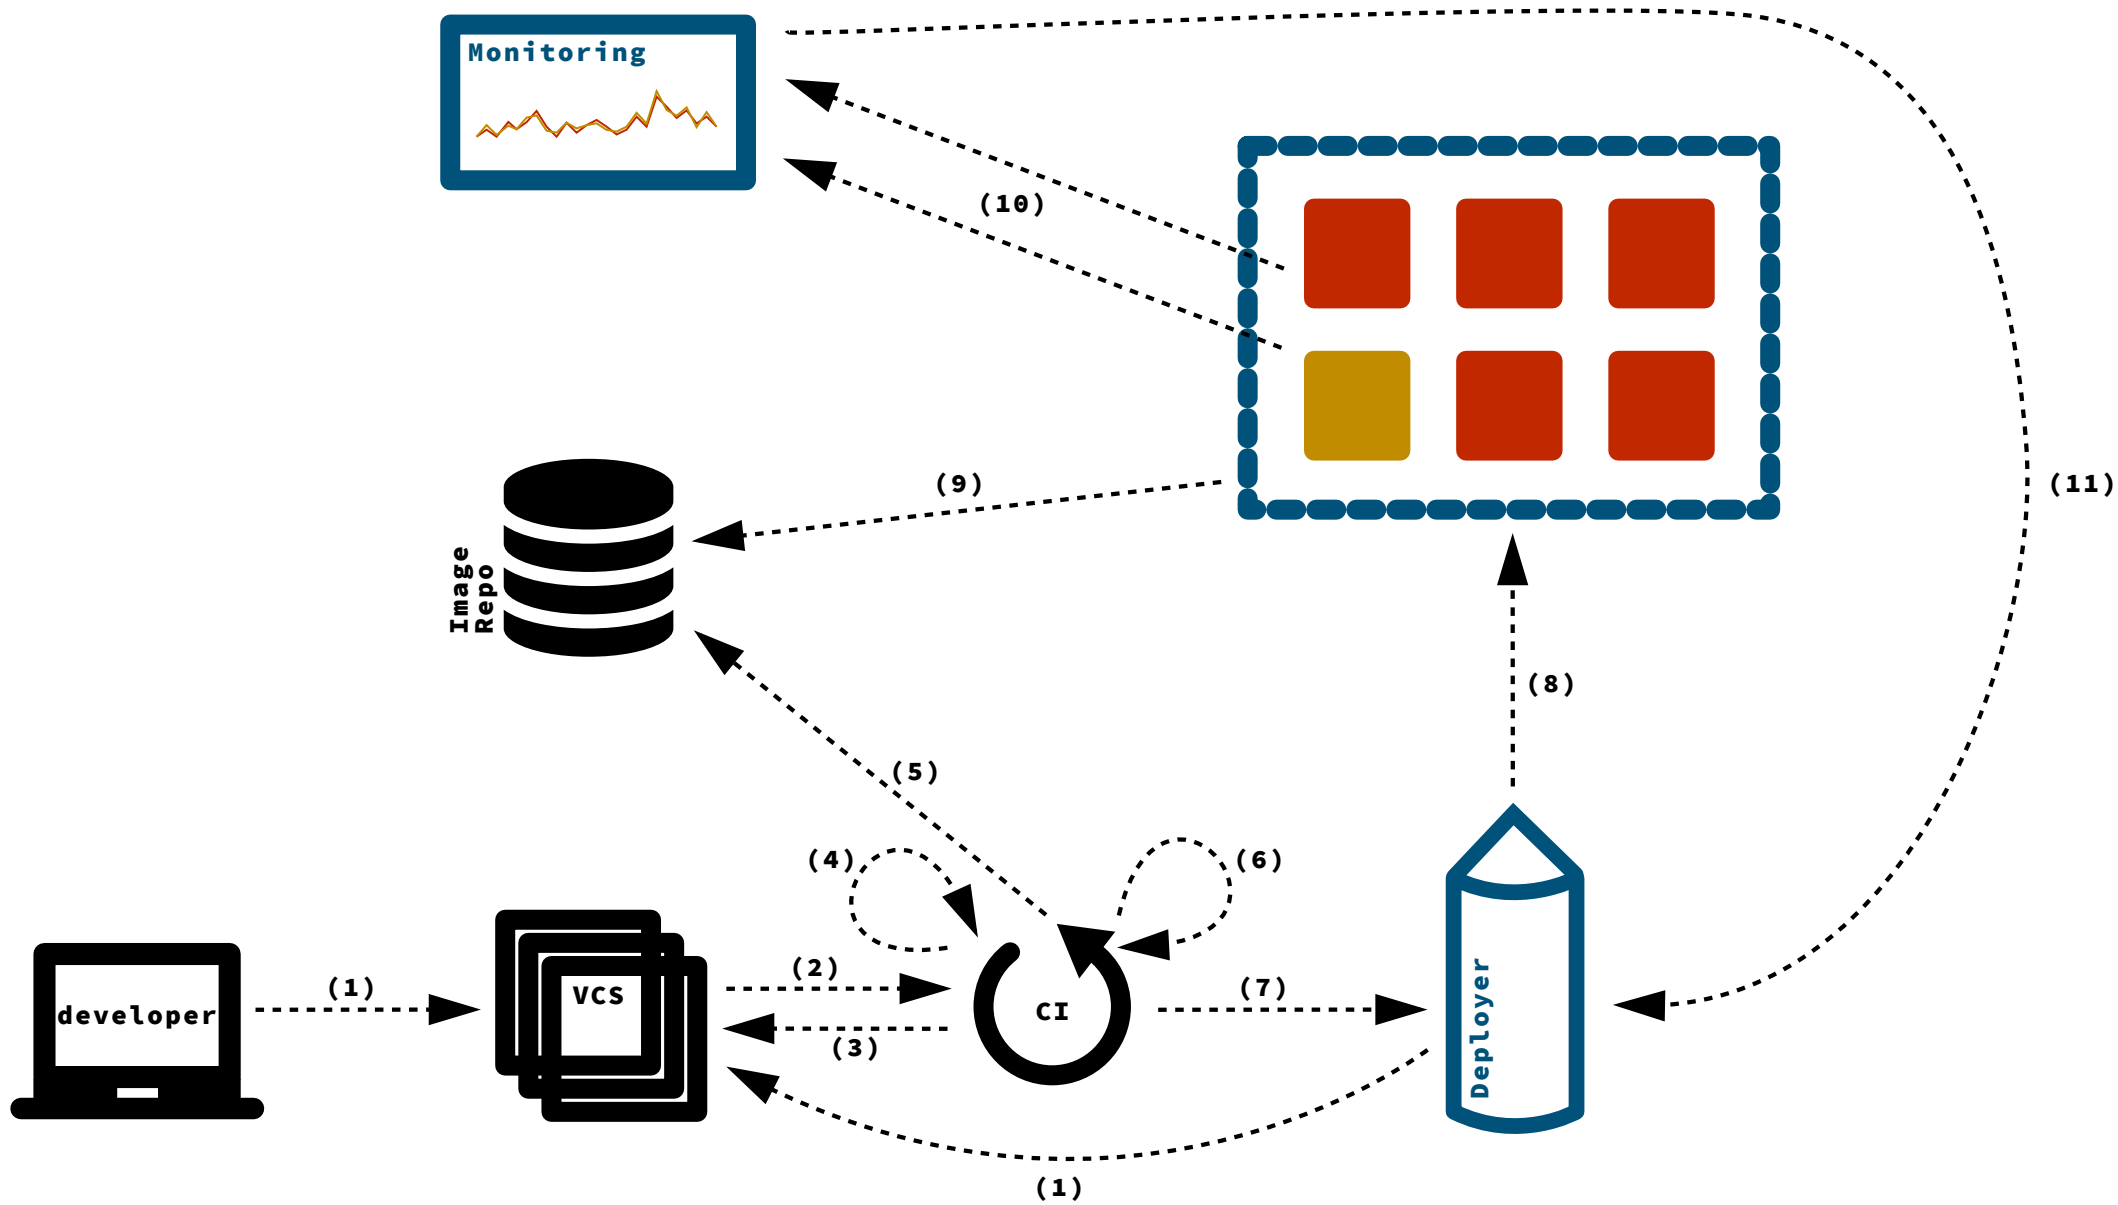 Monitoring
(10)
(11)
(9)
Image
Repo
(8)
(5)
(4)
(6)
developer
(1)
VCS
(2)
(3)
CI
(7)
Deployer
(1)